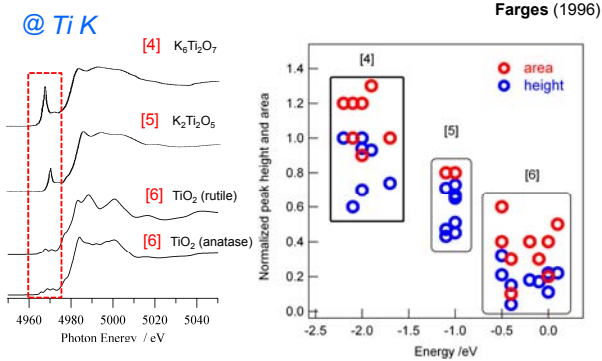 @ Ti K
[4] K6Ti2O7
[5] K2Ti2O5
[6] TiO2 (rutile)
[6] TiO2 (anatase)
4960 4980 5000 5020 5040
Photon Energy / eV
Farges (1996)
Normalized peak height and area
1.4
1.2
1.0
0.8
0.6
0.4
0.2
0.0
[4]
[5]
[6]
area
height
-2.5 -2.0 -1.5 -1.0 -0.5 0.0
Energy /eV